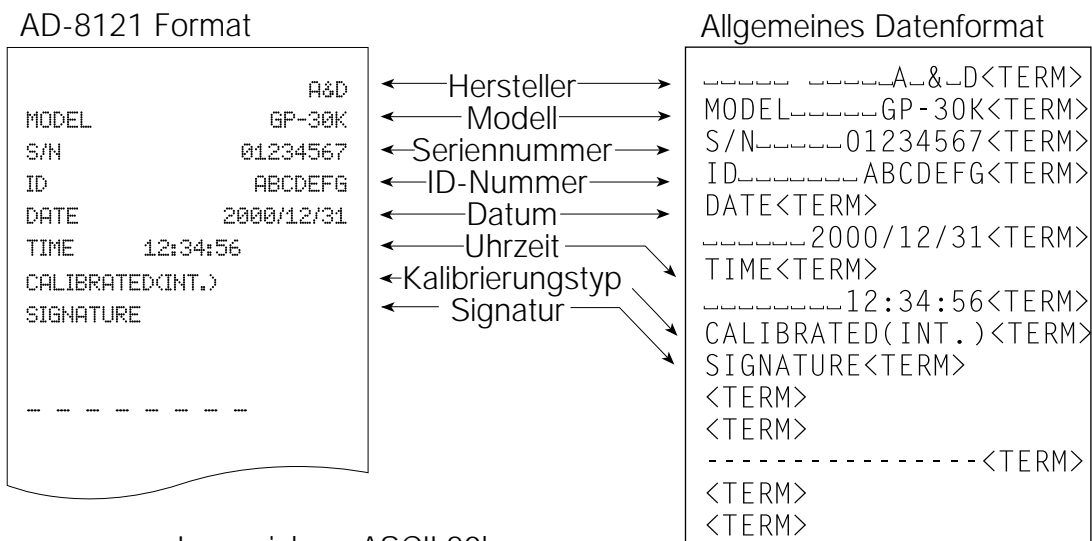 AD-8121 Format
A&D
MODEL GP-30K
S/N 01234567
ID ABCDEFG
DATE 2000/12/31
TIME 12:34:56
CALIBRATED(INT.)
SIGNATURE
- - - - - - - -
Hersteller
Modell
Seriennummer
ID-Nummer
Datum
Uhrzeit
Kalibrierungstyp
Signatur
Allgemeines Datenformat
␣␣␣␣␣ ␣␣␣␣␣A␣&␣D<TERM>
MODEL␣␣␣␣␣GP-30K<TERM>
S/N␣␣␣␣␣01234567<TERM>
ID␣␣␣␣␣␣␣ABCDEFG<TERM>
DATE<TERM>
␣␣␣␣␣␣2000/12/31<TERM>
TIME<TERM>
␣␣␣␣␣␣␣␣12:34:56<TERM>
CALIBRATED(INT.)<TERM>
SIGNATURE<TERM>
<TERM>
<TERM>
----------------<TERM>
<TERM>
<TERM>